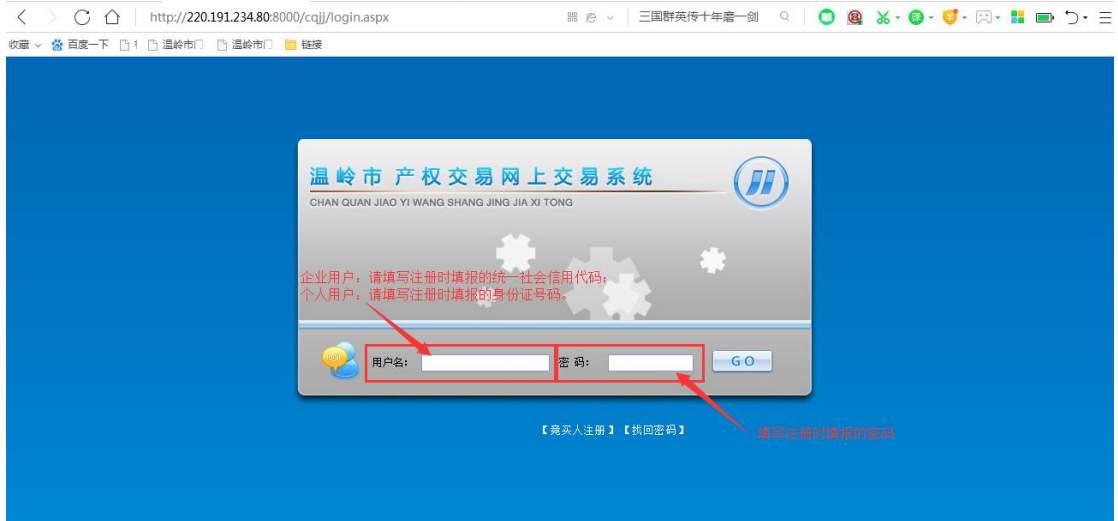 http://220.191.234.80:8000/cqjj/login.aspx
三国群英传十年磨一剑
收藏 百度一下 温岭市门 温岭市门 链接
温岭市 产权交易网上交易系统
CHAN QUAN JIAO YI WANG SHANG JING JIA XI TONG
企业用户：请填写注册时填报的统一社会信用代码；
个人用户：请填写注册时填报的身份证号码。
用户名： 密 码： GO
【竞买人注册】【找回密码】
填写注册时填报的密码